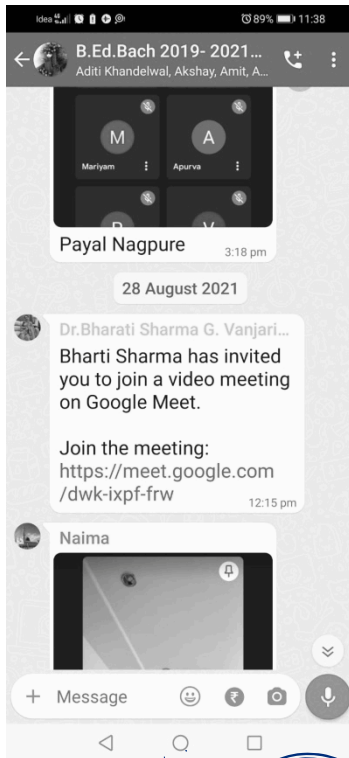 Idea 89% 11:38
B.Ed.Bach 2019- 2021...
Aditi Khandelwal, Akshay, Amit, A...
M A
Mariyam Apurva
Payal Nagpure
3:18 pm
28 August 2021
Dr.Bharati Sharma G. Vanjari...
Bharti Sharma has invited
you to join a video meeting
on Google Meet.
Join the meeting:
https://meet.google.com
/dwk-ixpf-frw
12:15 pm
Naima
Message